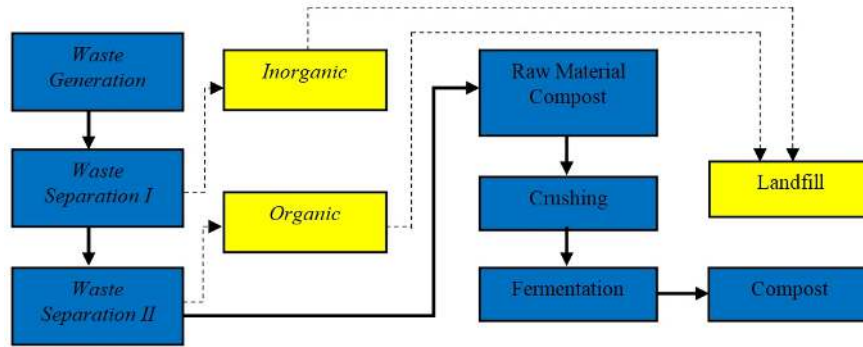 Waste
Generation
Inorganic
Raw Material
Compost
Waste
Separation I
Landfill
Organic
Crushing
Waste
Separation II
Fermentation
Compost